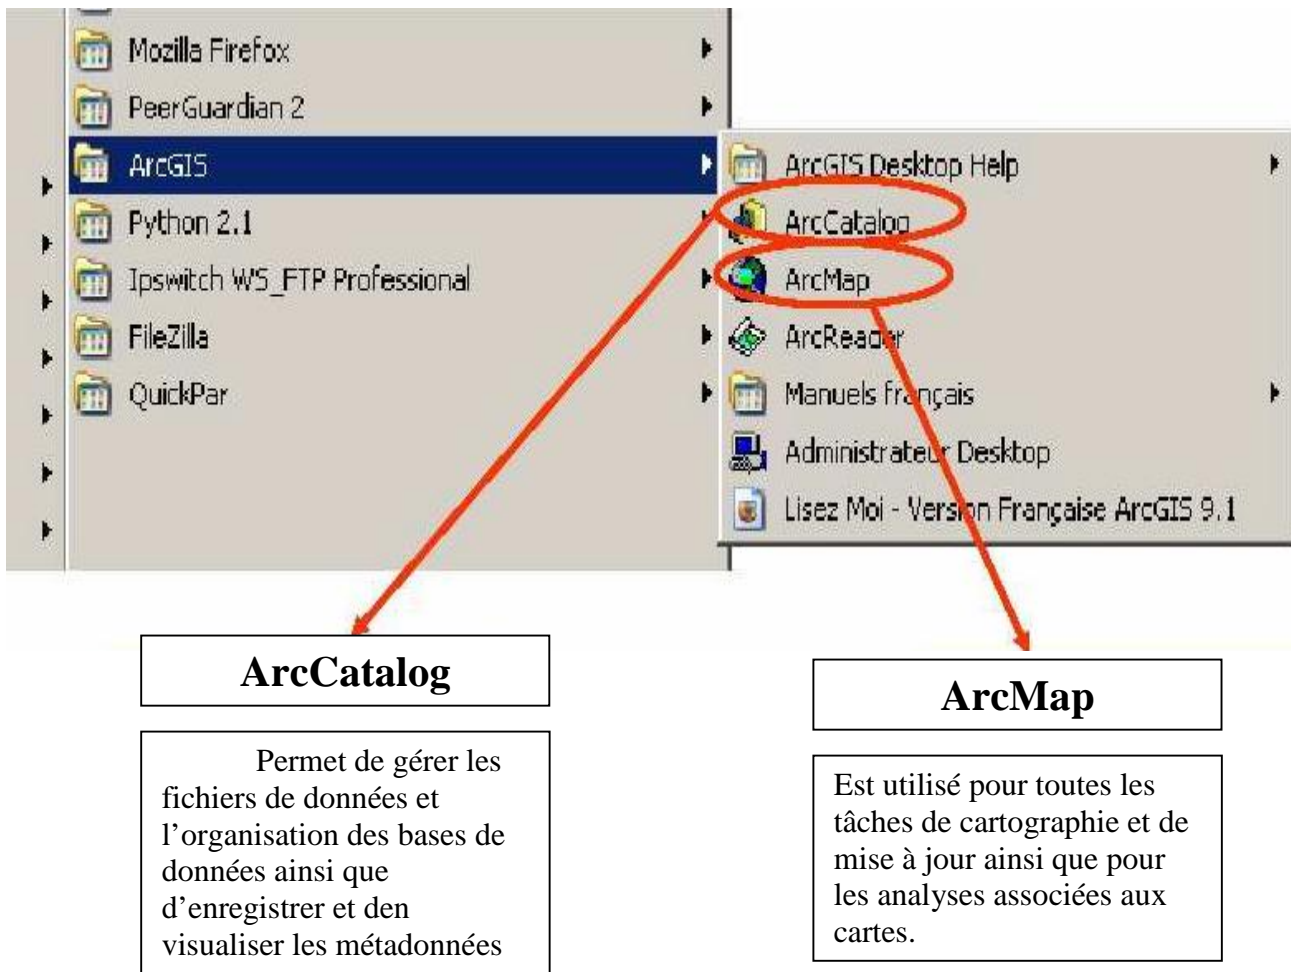 Mozilla Firefox
PeerGuardian 2
ArcGIS
Python 2.1
Ipswitch WS_FTP Professional
FileZilla
QuickPar
ArcGIS Desktop Help
ArcCatalog
ArcMap
ArcReader
Manuels français
Administrateur Desktop
Lisez Moi - Version Française ArcGIS 9.1
ArcCatalog
Permet de gérer les
fichiers de données et
l’organisation des bases de
données ainsi que
d’enregistrer et den
visualiser les métadonnées
ArcMap
Est utilisé pour toutes les
tâches de cartographie et de
mise à jour ainsi que pour
les analyses associées aux
cartes.